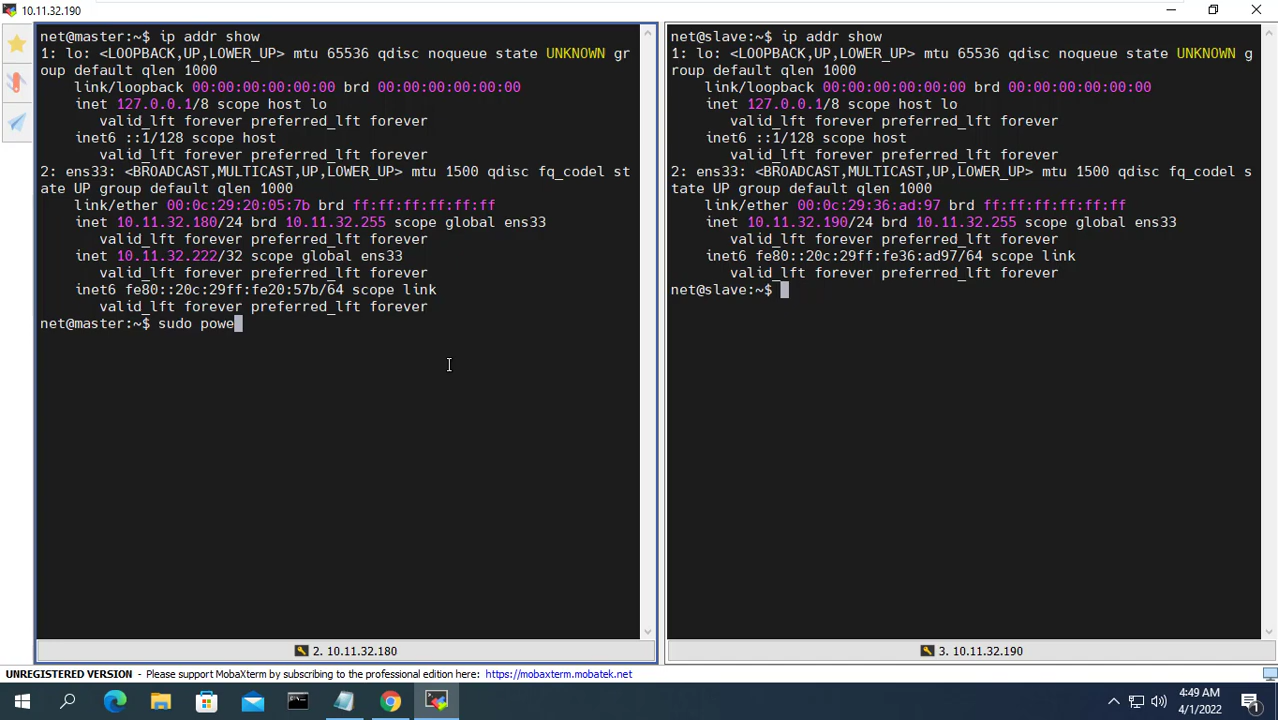 10.11.32.190
net@master:~$ ip addr show
1: lo: <LOOPBACK,UP,LOWER_UP> mtu 65536 qdisc noqueue state UNKNOWN gr
oup default qlen 1000
link/loopback 00:00:00:00:00:00 brd 00:00:00:00:00:00
inet 127.0.0.1/8 scope host lo
valid_lft forever preferred_lft forever
inet6 ::1/128 scope host
valid_lft forever preferred_lft forever
2: ens33: <BROADCAST,MULTICAST,UP,LOWER_UP> mtu 1500 qdisc fq_codel st
ate UP group default qlen 1000
link/ether 00:0c:29:20:05:7b brd ff:ff:ff:ff:ff:ff
inet 10.11.32.180/24 brd 10.11.32.255 scope global ens33
valid_lft forever preferred_lft forever
inet 10.11.32.222/32 scope global ens33
valid_lft forever preferred_lft forever
inet6 fe80::20c:29ff:fe20:57b/64 scope link
valid_lft forever preferred_lft forever
net@master:~$ sudo powe
2. 10.11.32.180
net@slave:~$ ip addr show
1: lo: <LOOPBACK,UP,LOWER_UP> mtu 65536 qdisc noqueue state UNKNOWN g
roup default qlen 1000
link/loopback 00:00:00:00:00:00 brd 00:00:00:00:00:00
inet 127.0.0.1/8 scope host lo
valid_lft forever preferred_lft forever
inet6 ::1/128 scope host
valid_lft forever preferred_lft forever
2: ens33: <BROADCAST,MULTICAST,UP,LOWER_UP> mtu 1500 qdisc fq_codel s
tate UP group default qlen 1000
link/ether 00:0c:29:36:ad:97 brd ff:ff:ff:ff:ff:ff
inet 10.11.32.190/24 brd 10.11.32.255 scope global ens33
valid_lft forever preferred_lft forever
inet6 fe80::20c:29ff:fe36:ad97/64 scope link
valid_lft forever preferred_lft forever
net@slave:~$
3. 10.11.32.190
UNREGISTERED VERSION - Please support MobaXterm by subscribing to the professional edition here: https://mobaxterm.mobatek.net
4:49 AM
4/1/2022
1